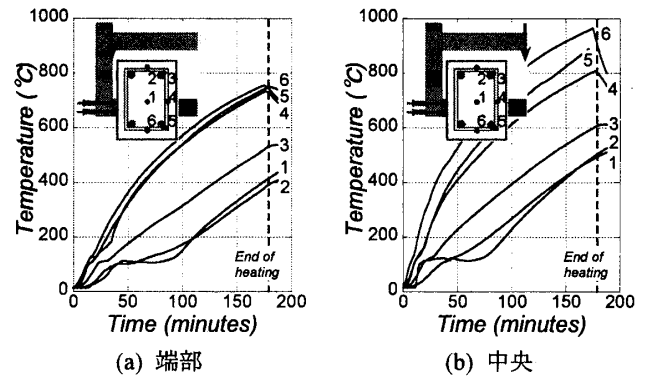 1000
800
600
400
200
0
Temperature (°C)
2 3
1 4
6 5
6
5
4
3
1
2
End of
heating
0 50 100 150 200
Time (minutes)
(a) 端部
1000
800
600
400
200
0
Temperature (°C)
2 3
1 4
6 5
6
5
4
3
2
1
End of
heating
0 50 100 150 200
Time (minutes)
(b) 中央